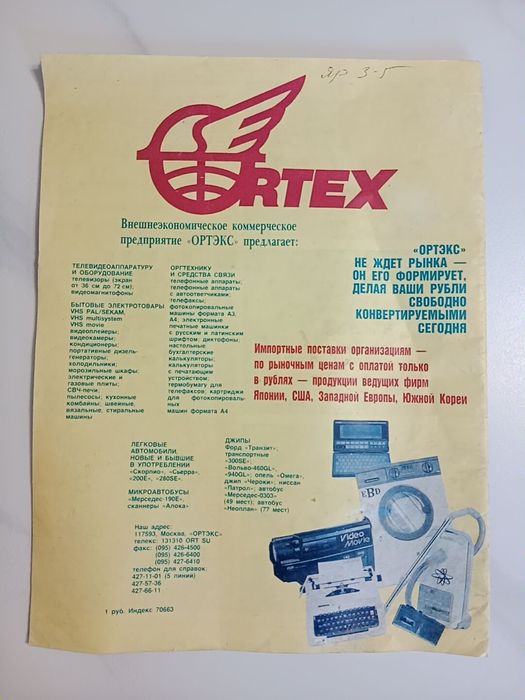 Яр 3-5
ORTEX
Внешнеэкономическое коммерческое
предприятие «ОРТЭКС» предлагает:
«ОРТЭКС»
НЕ ЖДЕТ РЫНКА —
ОН ЕГО ФОРМИРУЕТ,
ДЕЛАЯ ВАШИ РУБЛИ
СВОБОДНО
КОНВЕРТИРУЕМЫМИ
СЕГОДНЯ
ТЕЛЕВИДЕОАППАРАТУРУ
И ОБОРУДОВАНИЕ
телевизоры (экран
от 36 см до 72 см);
видеомагнитофоны
БЫТОВЫЕ ЭЛЕКТРОТОВАРЫ
VHS PAL/SEKAM,
VHS multisystem
VHS movie
видеоплейеры;
видеокамеры;
кондиционеры;
портативные дизель-
генераторы;
холодильники;
морозильные шкафы;
электрические и
газовые плиты;
СВЧ-печи;
пылесосы; кухонные
комбайны; швейные,
вязальные, стиральные
машины
ОРГТЕХНИКУ
И СРЕДСТВА СВЯЗИ
телефонные аппараты;
телефонные аппараты
с автоответчиками;
телефаксы;
фотокопировальные
машины формата А3,
А4; электронные
печатные машинки
с русским и латинским
шрифтом; диктофоны;
настольные
бухгалтерские
калькуляторы;
калькуляторы
с печатающим
устройством;
термобумагу для
телефаксов; картриджи
для фотокопироваль-
ных
машин формата А4
Импортные поставки организациям —
по рыночным ценам с оплатой только
в рублях — продукции ведущих фирм
Японии, США, Западной Европы, Южной Кореи
ЛЕГКОВЫЕ
АВТОМОБИЛИ,
НОВЫЕ И БЫВШИЕ
В УПОТРЕБЛЕНИИ
«Скорпио», «Сьерра»,
«200Е», «280SE»
МИКРОАВТОБУСЫ
«Мерседес-190Е»,
сканнеры «Алока»
ДЖИПЫ
Форд «Транзит»;
транспортные
«300SE»,
«Вольво-460GL»,
«940GL»; опель «Омега»,
джип «Чероки»; ниссан
«Патрол»; автобус
«Мерседес-0303»
(49 мест); автобус
«Неоплан» (77 мест)
EBD
Video
Movie
Наш адрес:
117593, Москва, «ОРТЭКС»
телекс: 131310 ORT SU
факс: (095) 426-4500
(095) 426-6400
(095) 427-6410
телефон для справок:
427-11-01 (5 линий)
427-57-36
427-66-11
1 руб. Индекс 70663